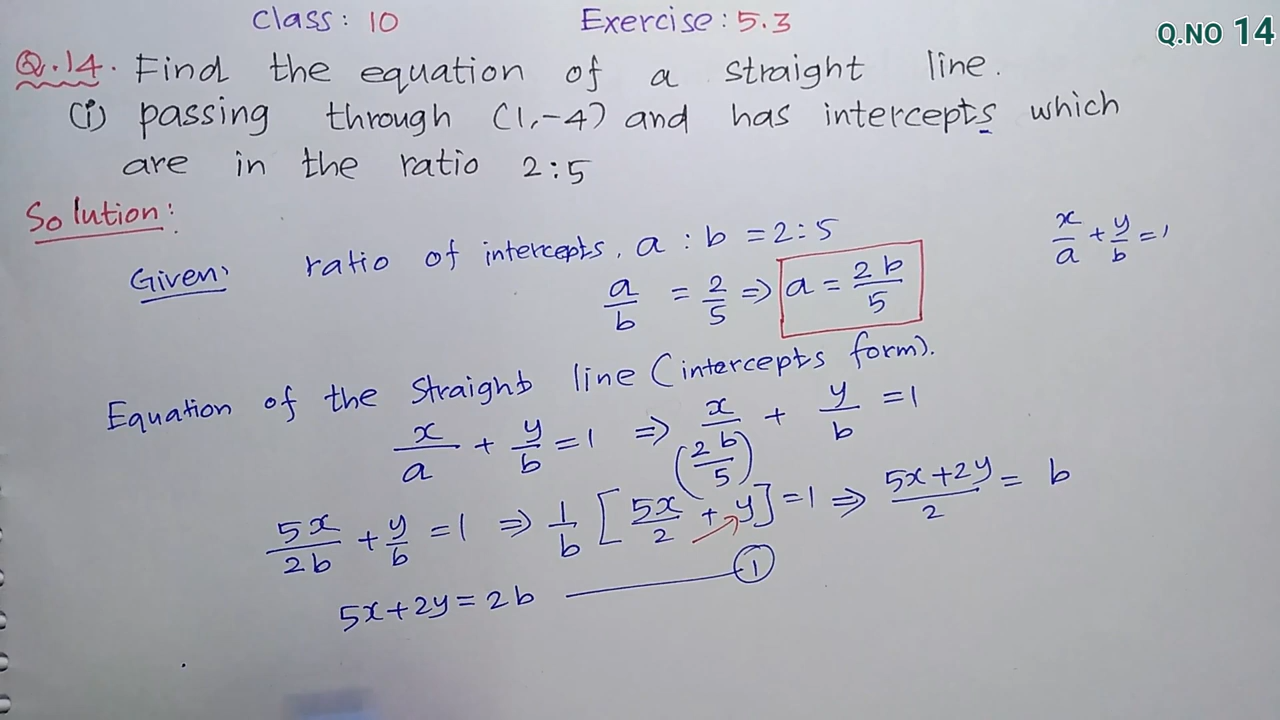 Class: 10 Exercise: 5.3
Q.NO 14
Q.14. Find the equation of a straight line.
(i) passing through (1,-4) and has intercepts which
are in the ratio 2:5
Solution:
Given: ratio of intercepts, a : b = 2:5
x/a + y/b = 1
a/b = 2/5 => a = 2b/5
Equation of the Straight line (intercepts form).
x/a + y/b = 1 => x/(2b/5) + y/b = 1
5x/2b + y/b = 1 => 1/b [5x/2 + y] = 1 => 5x+2y/2 = b
5x+2y = 2b ——— ①